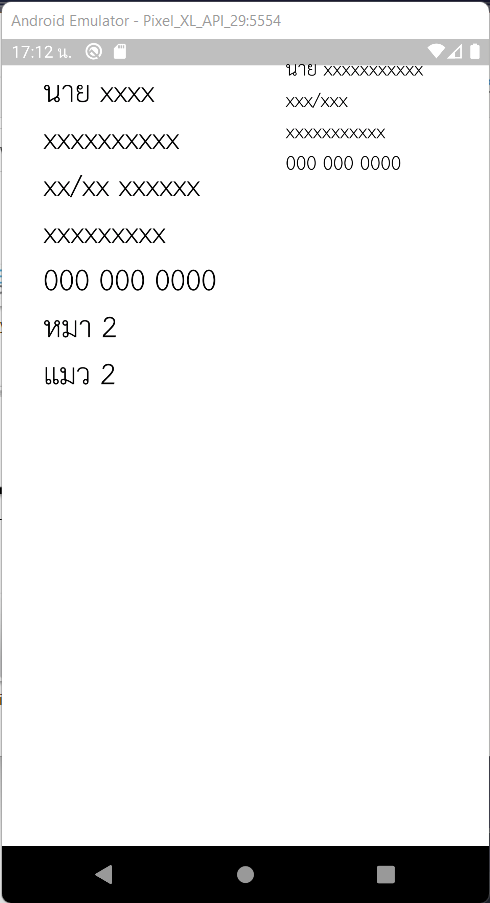 Android Emulator - Pixel_XL_API_29:5554
17:12 น.
นาย xxxx
xxxxxxxxxx
xx/xx xxxxxx
xxxxxxxxx
000 000 0000
หมา 2
แมว 2
นาย xxxxxxxxxxx
xxx/xxx
xxxxxxxxxxx
000 000 0000